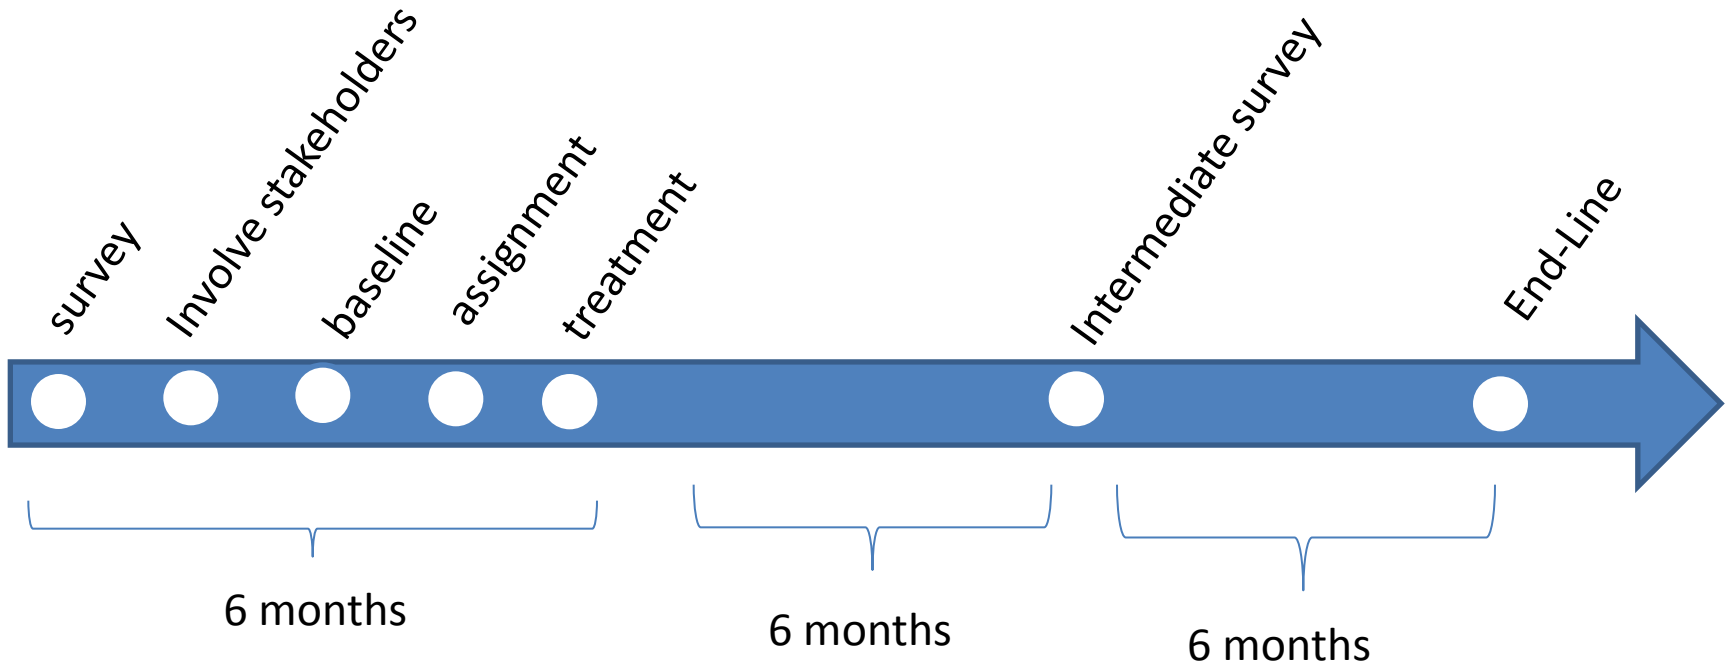 survey
Involve stakeholders
baseline
assignment
treatment
Intermediate survey
End-Line
6 months
6 months
6 months